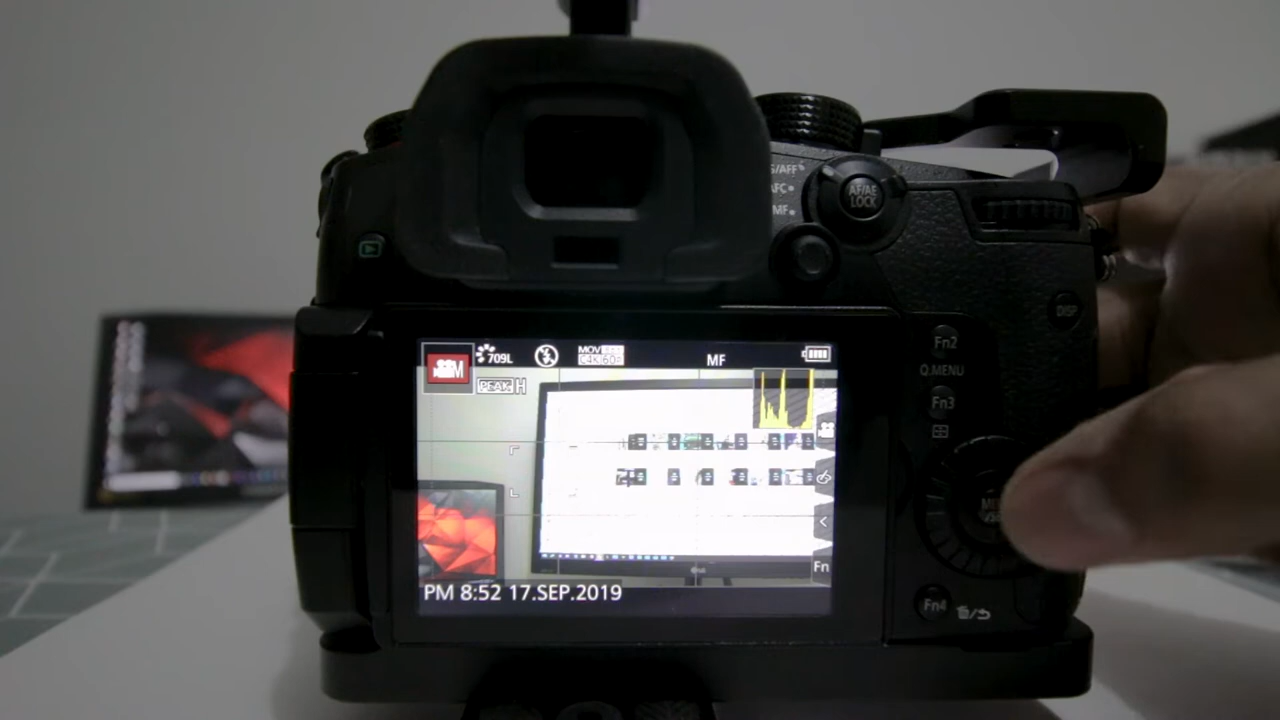 S/AFF
AFC
MF
AF/AE
LOCK
DISP
Fn2
Q.MENU
Fn3
Fn4
M
709L
MOV
C4K 60p
MF
PEAK H
Fn
PM 8:52 17.SEP.2019